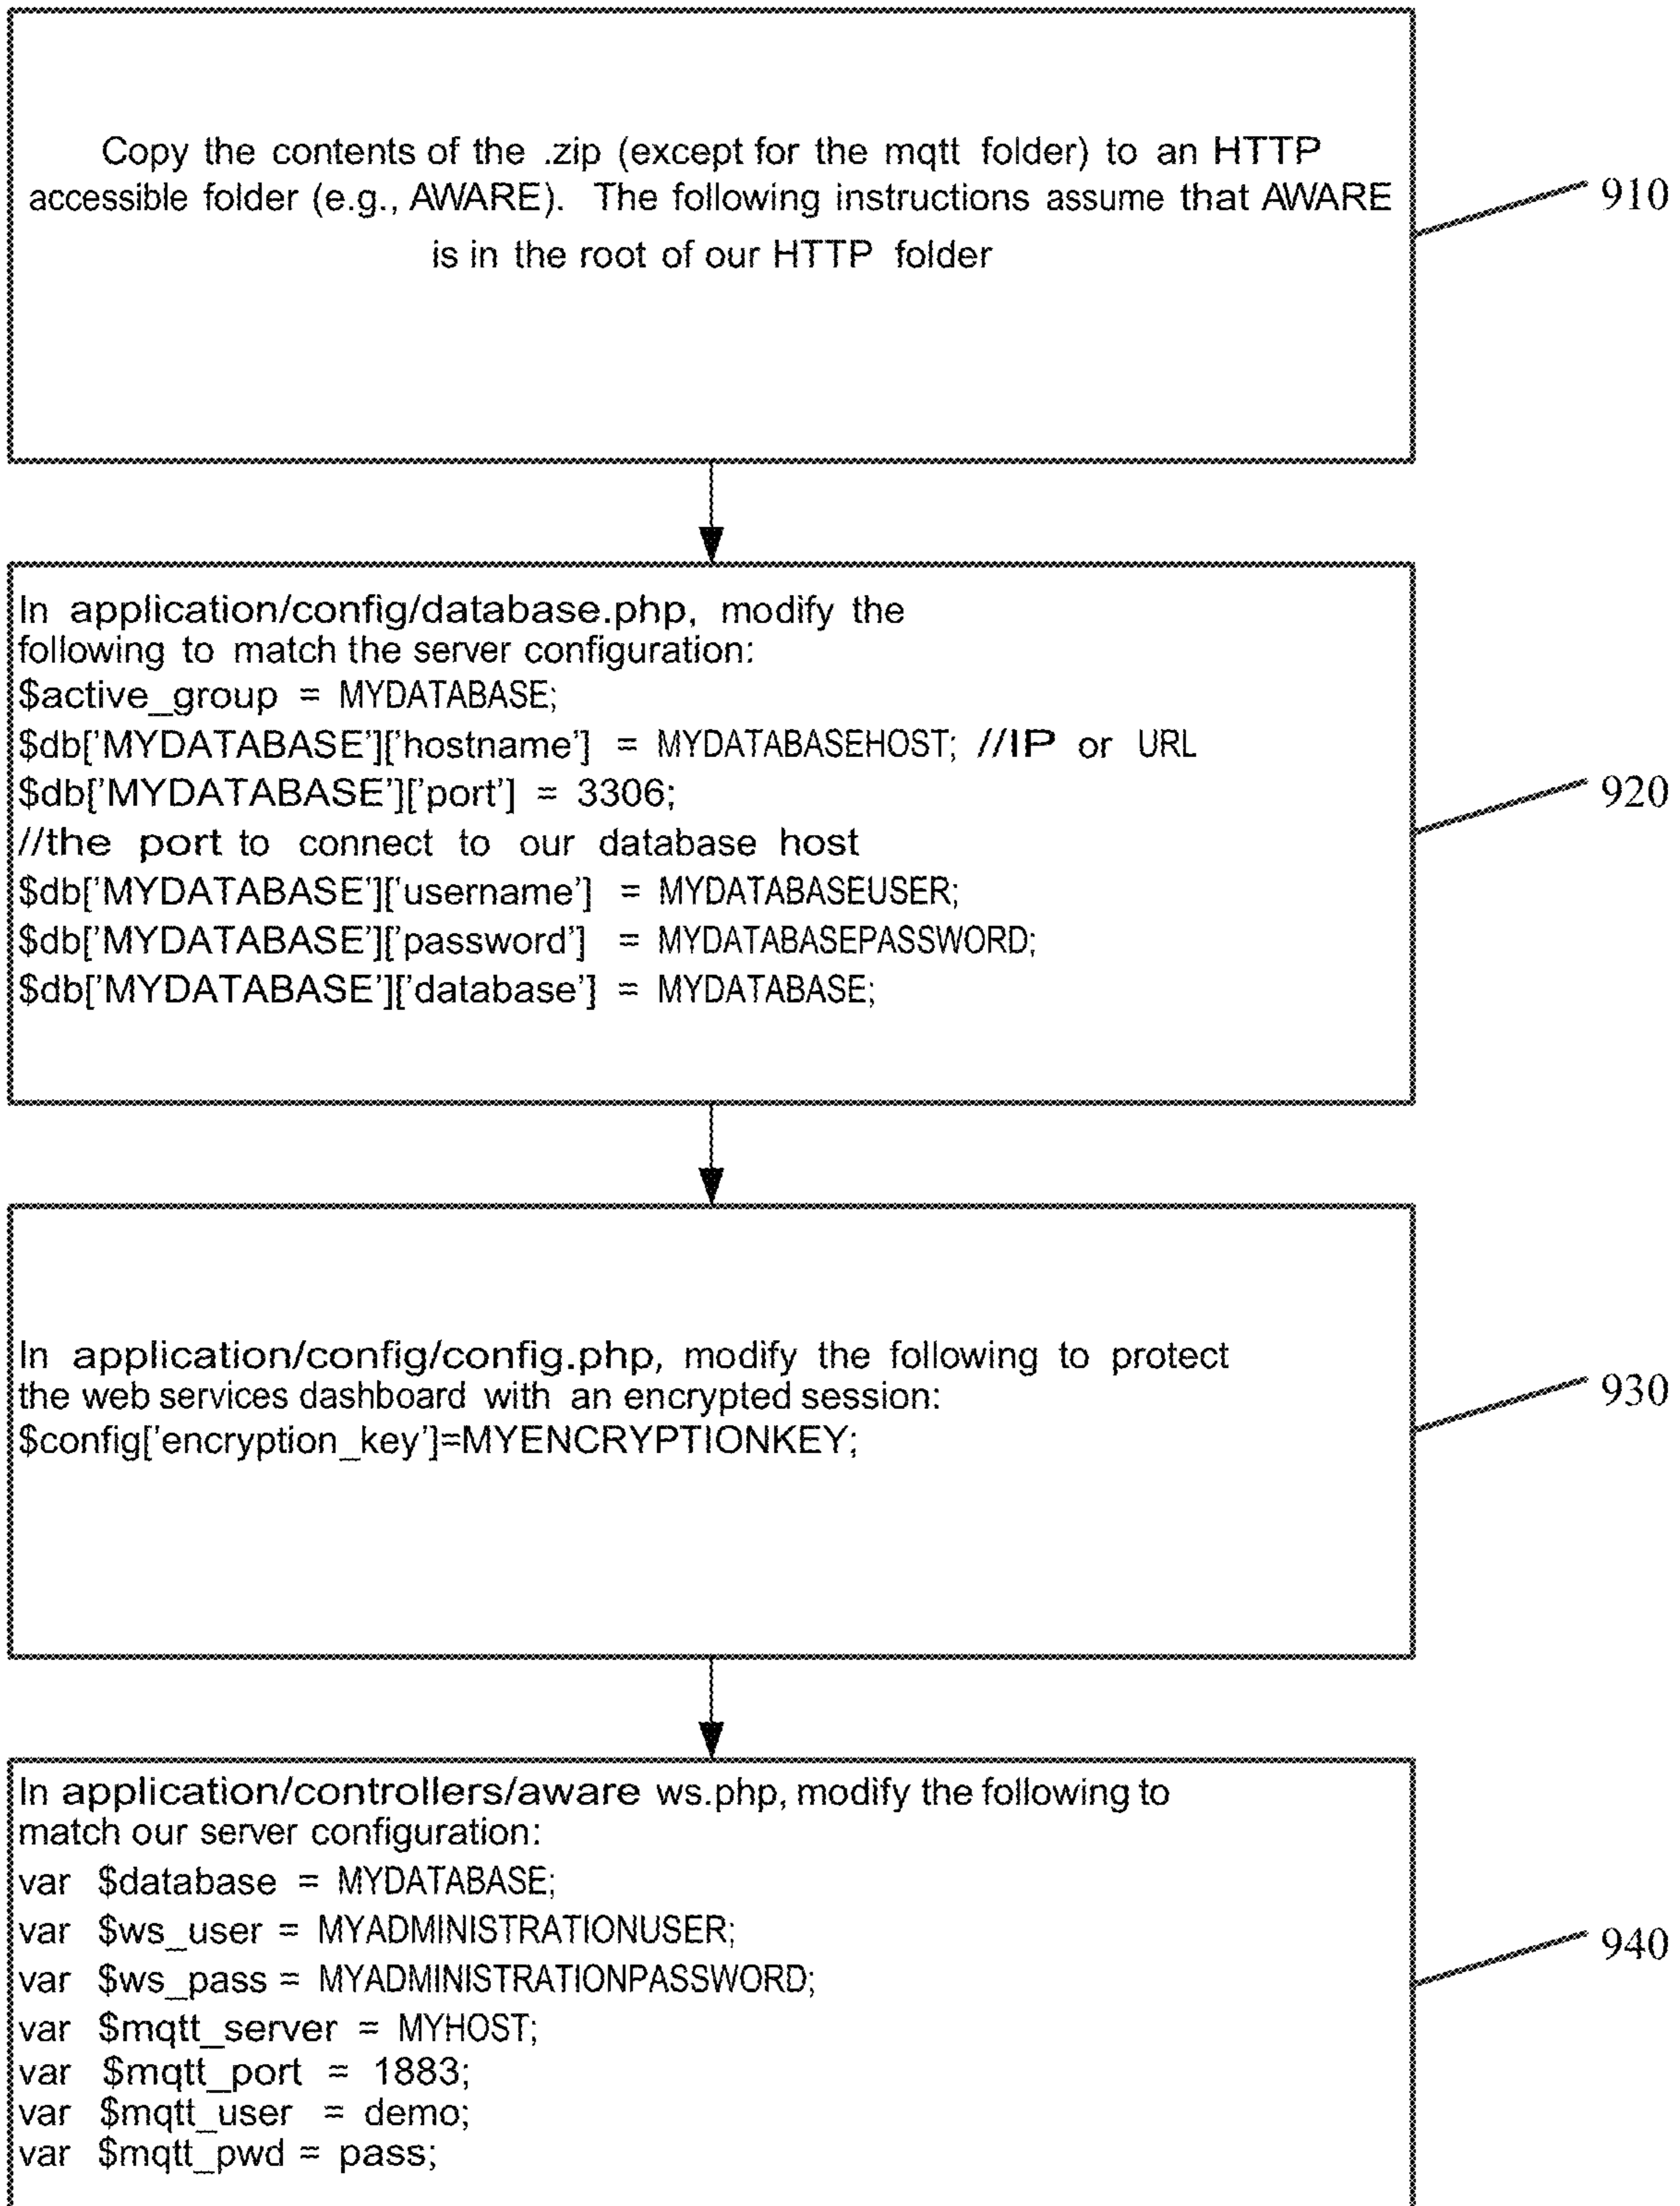 Copy the contents of the .zip (except for the mqtt folder) to an HTTP
accessible folder (e.g., AWARE). The following instructions assume that AWARE
is in the root of our HTTP folder
910
In application/config/database.php, modify the
following to match the server configuration:
$active_group = MYDATABASE;
$db['MYDATABASE']['hostname'] = MYDATABASEHOST; //IP or URL
$db['MYDATABASE']['port'] = 3306;
//the port to connect to our database host
$db['MYDATABASE']['username'] = MYDATABASEUSER;
$db['MYDATABASE']['password'] = MYDATABASEPASSWORD;
$db['MYDATABASE']['database'] = MYDATABASE;
920
In application/config/config.php, modify the following to protect
the web services dashboard with an encrypted session:
$config['encryption_key']=MYENCRYPTIONKEY;
930
In application/controllers/aware ws.php, modify the following to
match our server configuration:
var $database = MYDATABASE;
var $ws_user = MYADMINISTRATIONUSER;
var $ws_pass = MYADMINISTRATIONPASSWORD;
var $mqtt_server = MYHOST;
var $mqtt_port = 1883;
var $mqtt_user = demo;
var $mqtt_pwd = pass;
940